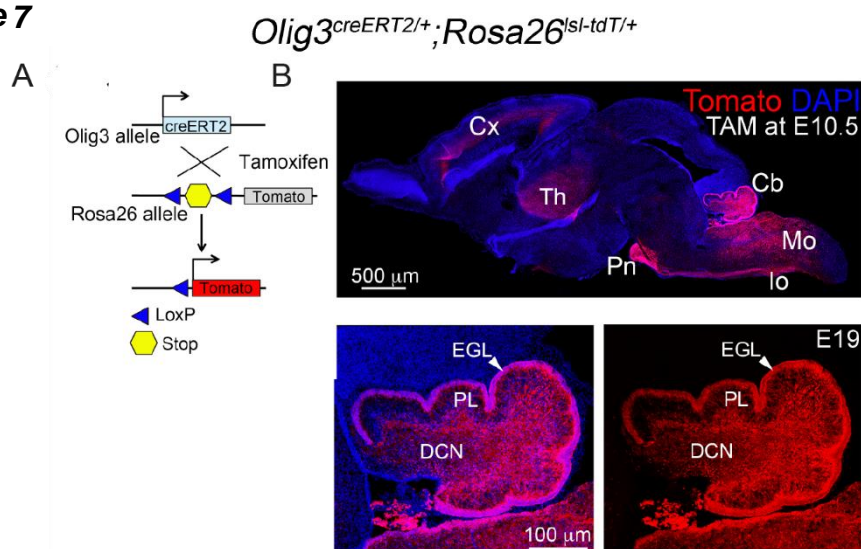 e 7
Olig3creERT2/+;Rosa26lsl-tdT/+
A
B
creERT2
Olig3 allele
Tamoxifen
Tomato
Rosa26 allele
Tomato
LoxP
Stop
Tomato DAPI
TAM at E10.5
Cx
Th
Cb
Mo
Pn
Io
500 µm
EGL
PL
DCN
100 µm
E19
EGL
PL
DCN